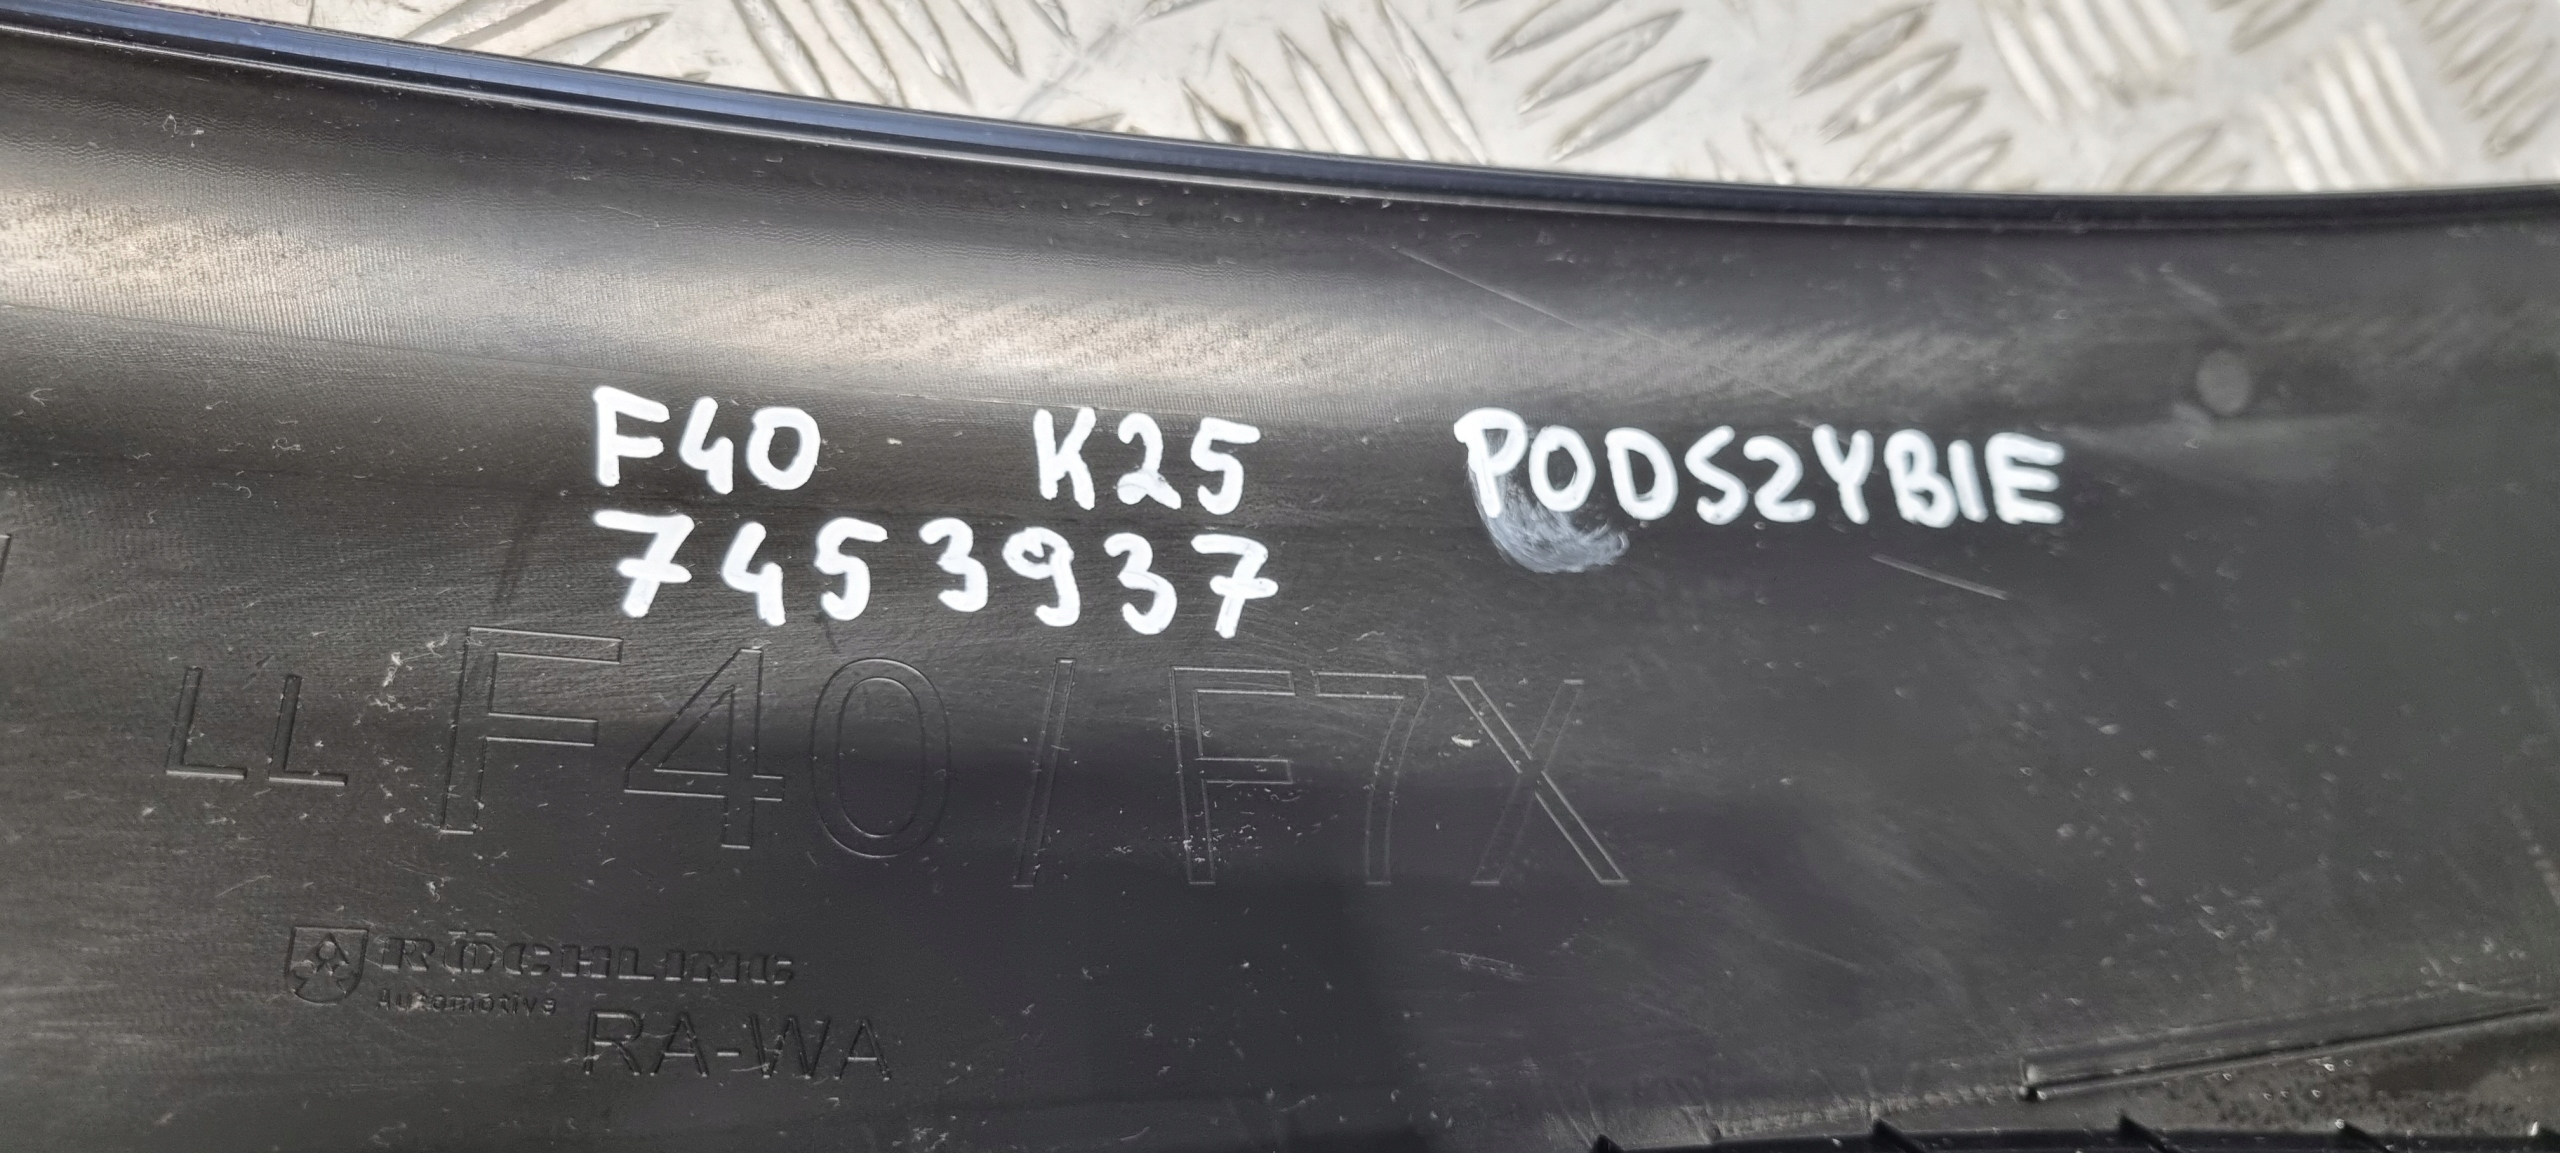 F40 K25 PODSZYBIE
7453937
LL F40/F7X
RÖCHLING
Automotive
RA-WA